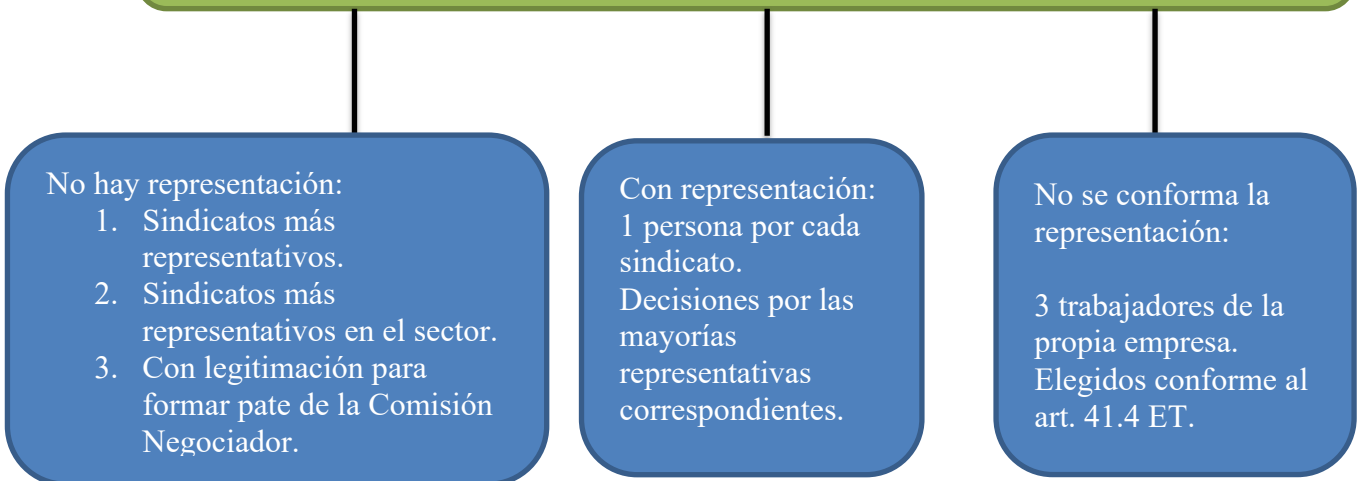 No hay representación:
1. Sindicatos más
representativos.
2. Sindicatos más
representativos en el sector.
3. Con legitimación para
formar pate de la Comisión
Negociador.
Con representación:
1 persona por cada
sindicato.
Decisiones por las
mayorías
representativas
correspondientes.
No se conforma la
representación:
3 trabajadores de la
propia empresa.
Elegidos conforme al
art. 41.4 ET.